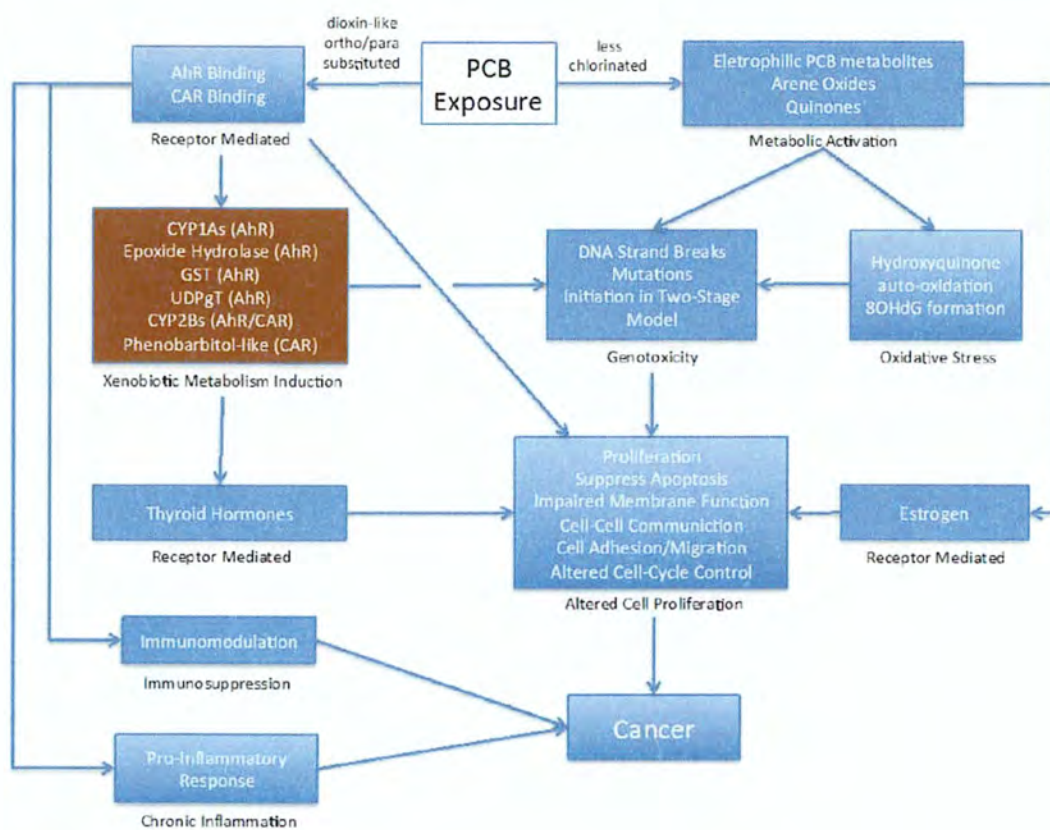 dioxin-like
ortho/para
substituted
PCB
Exposure
less
chlorinated
AhR Binding
CAR Binding
Receptor Mediated
Eletrophilic PCB metabolites
Arene Oxides
Quinones
Metabolic Activation
CYP1As (AhR)
Epoxide Hydrolase (AhR)
GST (AhR)
UDPgT (AhR)
CYP2Bs (AhR/CAR)
Phenobarbitol-like (CAR)
Xenobiotic Metabolism Induction
DNA Strand Breaks
Mutations
Initiation in Two-Stage
Model
Genotoxicity
Hydroxyquinone
auto-oxidation
8OHdG formation
Oxidative Stress
Thyroid Hormones
Receptor Mediated
Proliferation
Suppress Apoptosis
Impaired Membrane Function
Cell-Cell Communiction
Cell Adhesion/Migration
Altered Cell-Cycle Control
Altered Cell Proliferation
Estrogen
Receptor Mediated
Immunomodulation
Immunosuppression
Pro-Inflammatory
Response
Chronic Inflammation
Cancer